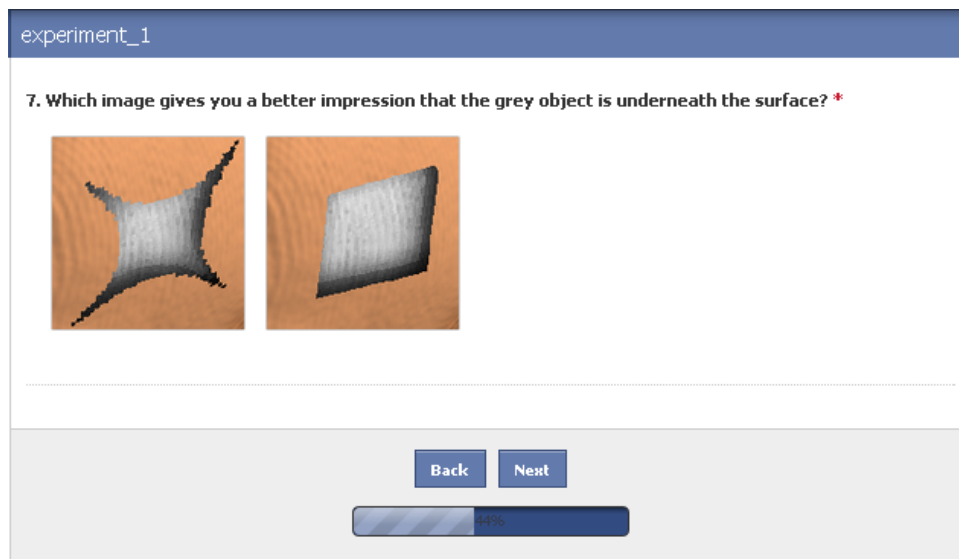 experiment_1
7. Which image gives you a better impression that the grey object is underneath the surface? *
Back Next
44%